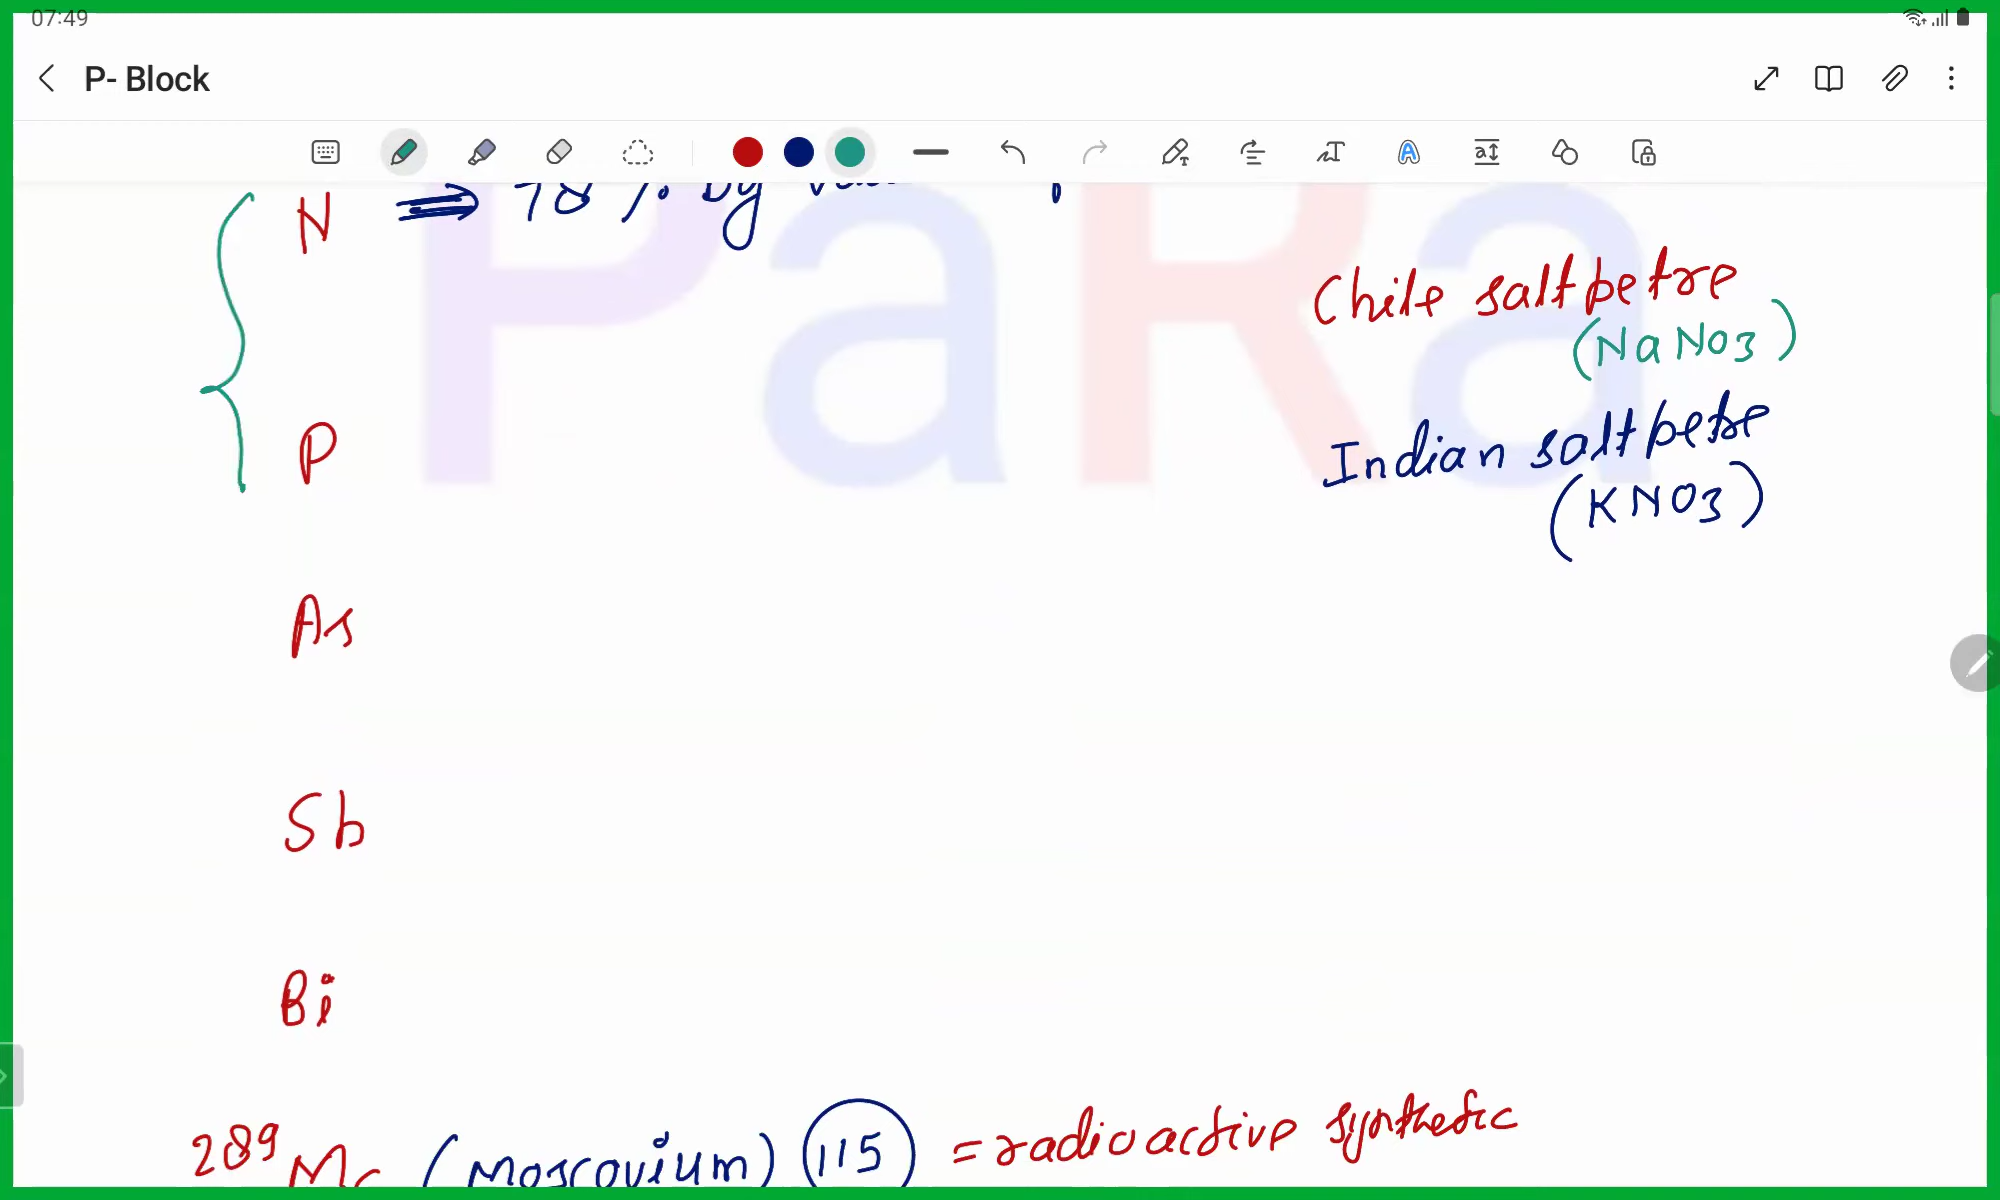 07:49
P- Block
PaRa
N ⇒ 78 % by
Chile saltpetre
(NaNO3)
P
Indian saltpetre
(KNO3)
As
Sb
Bi
289 Mc (Moscovium) 115 = radioactive synthetic